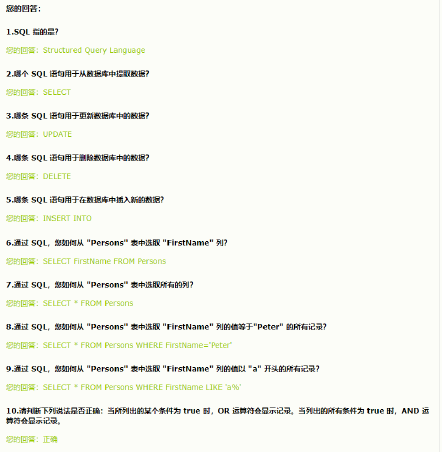 您的回答：
1.SQL 指的是?
您的回答：Structured Query Language
2.哪个 SQL 语句用于从数据库中提取数据?
您的回答：SELECT
3.哪条 SQL 语句用于更新数据库中的数据?
您的回答：UPDATE
4.哪条 SQL 语句用于删除数据库中的数据?
您的回答：DELETE
5.哪条 SQL 语句用于在数据库中插入新的数据?
您的回答：INSERT INTO
6.通过 SQL，您如何从 "Persons" 表中选取 "FirstName" 列?
您的回答：SELECT FirstName FROM Persons
7.通过 SQL，您如何从 "Persons" 表中选取所有的列?
您的回答：SELECT * FROM Persons
8.通过 SQL，您如何从 "Persons" 表中选取 "FirstName" 列的值等于"Peter" 的所有记录?
您的回答：SELECT * FROM Persons WHERE FirstName='Peter'
9.通过 SQL，您如何从 "Persons" 表中选取 "FirstName" 列的值以 "a" 开头的所有记录?
您的回答：SELECT * FROM Persons WHERE FirstName LIKE 'a%'
10.请判断下列说法是否正确：当所列出的某个条件为 true 时，OR 运算符会显示记录。当列出的所有条件为 true 时，AND 运
算符会显示记录。
您的回答：正确